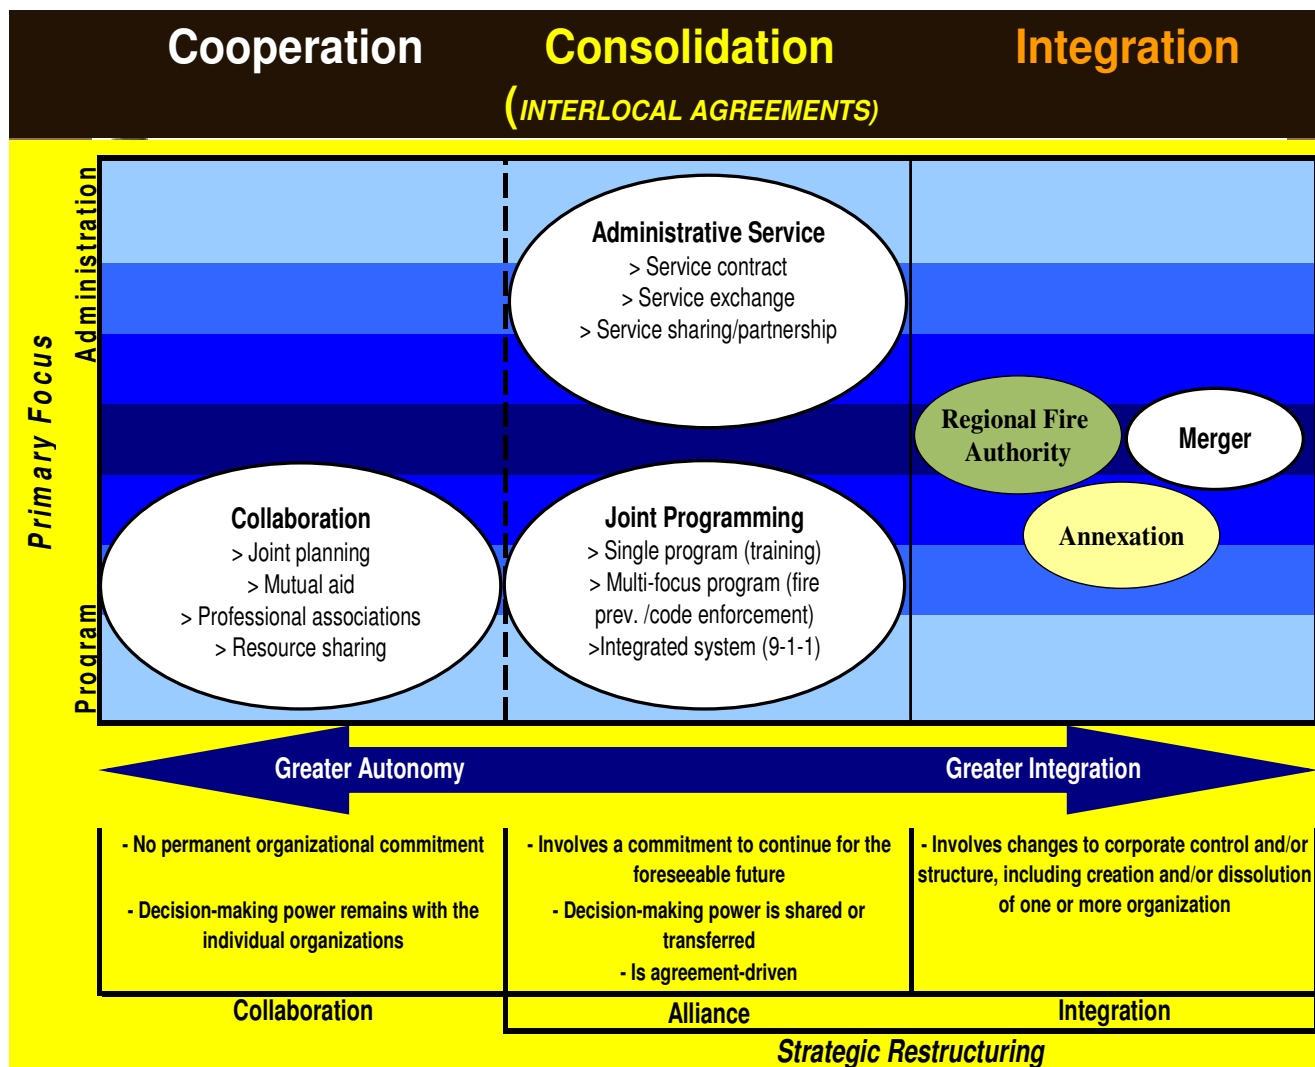 Cooperation
Consolidation
Integration
(INTERLOCAL AGREEMENTS)
Primary Focus
Administration
Program
Administrative Service
> Service contract
> Service exchange
> Service sharing/partnership
Regional Fire
Authority
Merger
Annexation
Collaboration
> Joint planning
> Mutual aid
> Professional associations
> Resource sharing
Joint Programming
> Single program (training)
> Multi-focus program (fire
prev. /code enforcement)
>Integrated system (9-1-1)
Greater Autonomy
Greater Integration
- No permanent organizational commitment
- Decision-making power remains with the
individual organizations
- Involves a commitment to continue for the
foreseeable future
- Decision-making power is shared or
transferred
- Is agreement-driven
- Involves changes to corporate control and/or
structure, including creation and/or dissolution
of one or more organization
Collaboration
Alliance
Integration
Strategic Restructuring